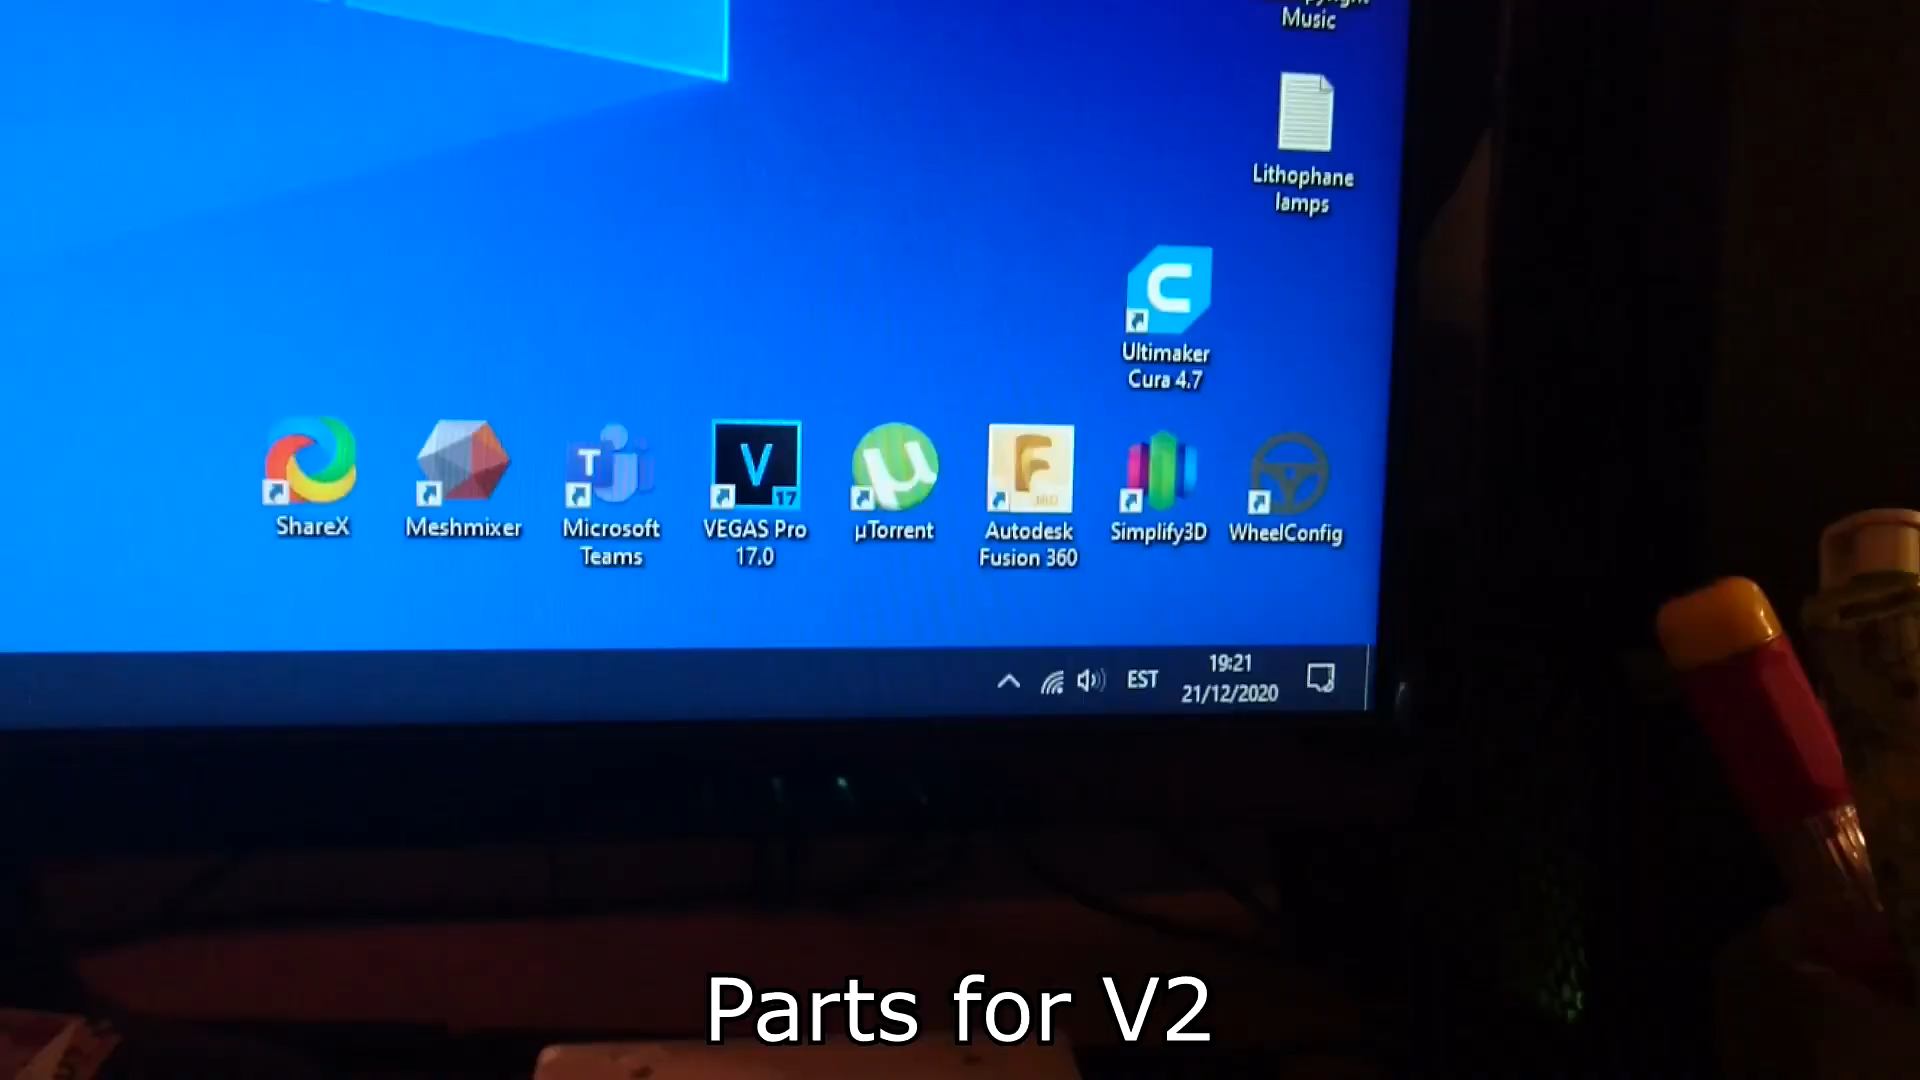 Music
Lithophane
lamps
Ultimaker
Cura 4.7
ShareX
Meshmixer
Microsoft
Teams
VEGAS Pro
17.0
µTorrent
Autodesk
Fusion 360
Simplify3D
WheelConfig
C
T
V
17
µ
F
EST
19:21
21/12/2020
Parts for V2